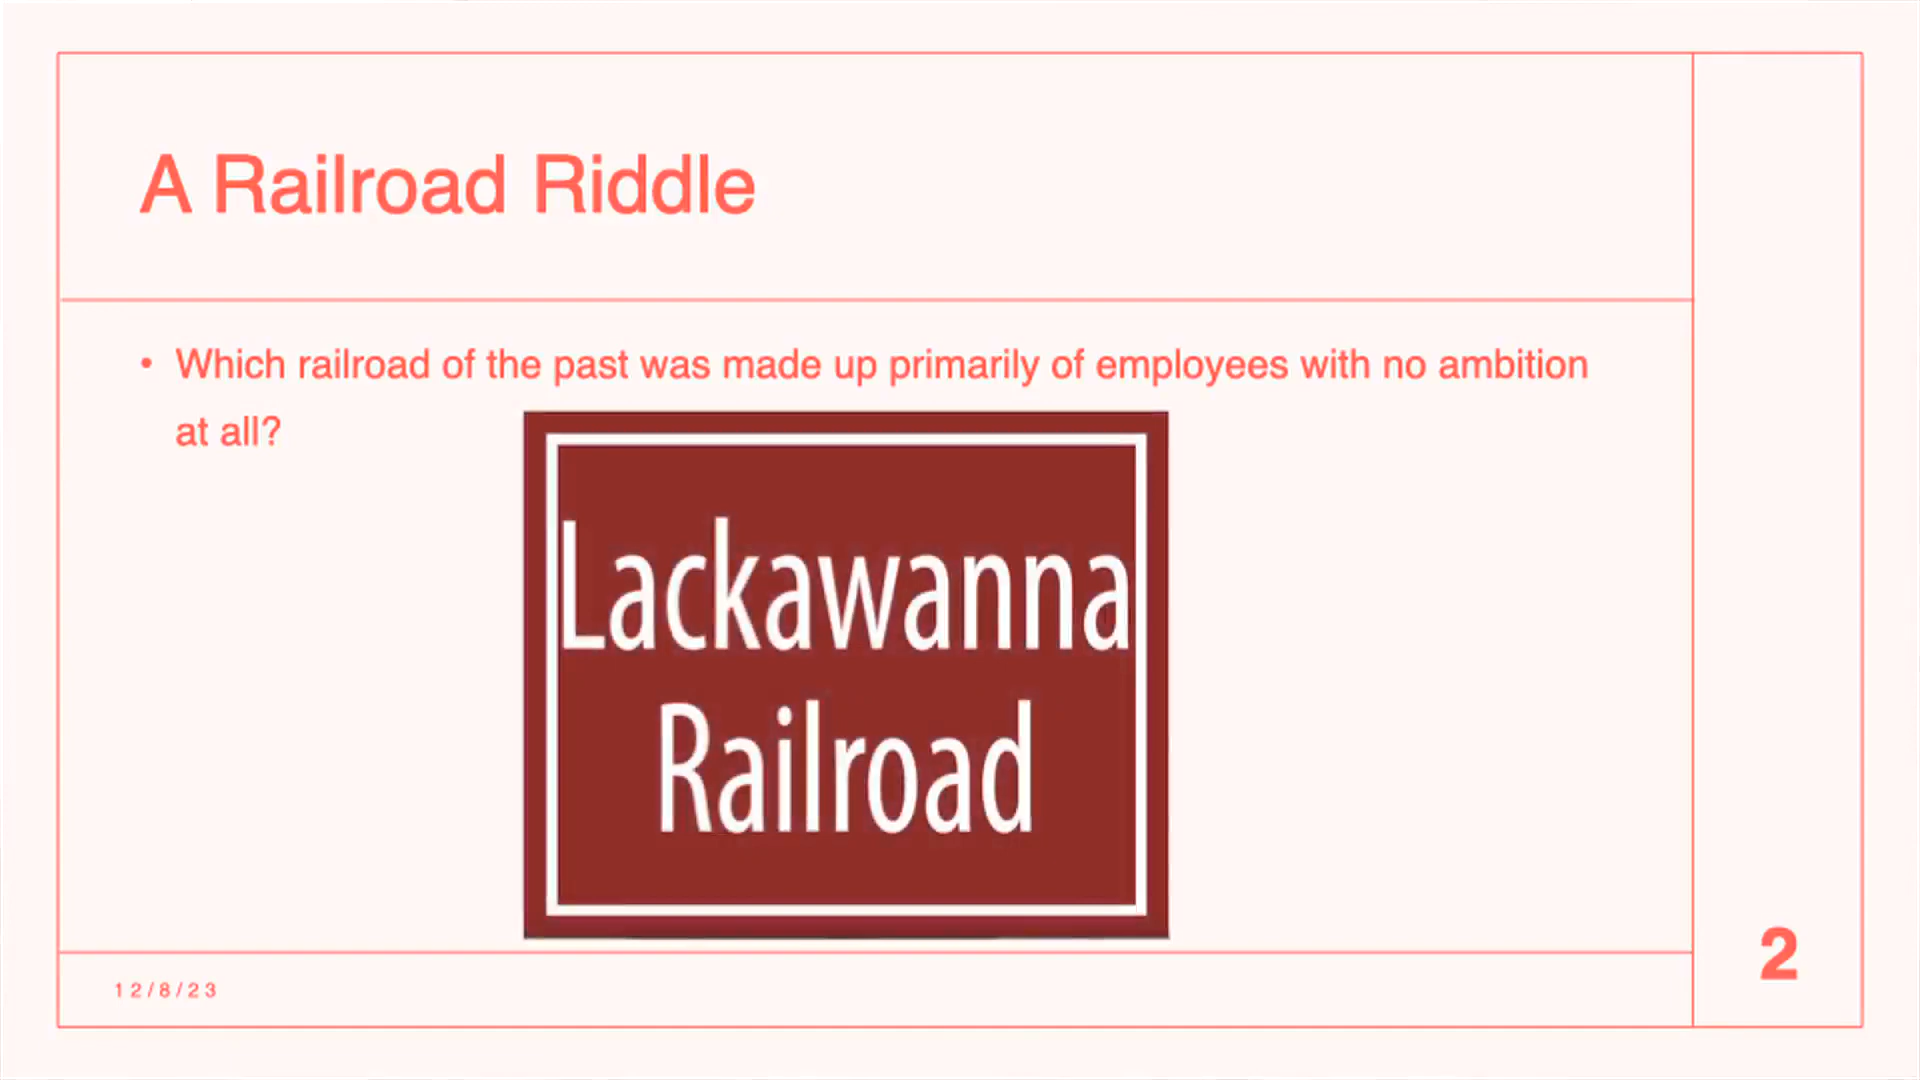 A Railroad Riddle
• Which railroad of the past was made up primarily of employees with no ambition
at all?
Lackawanna
Railroad
12/8/23
2